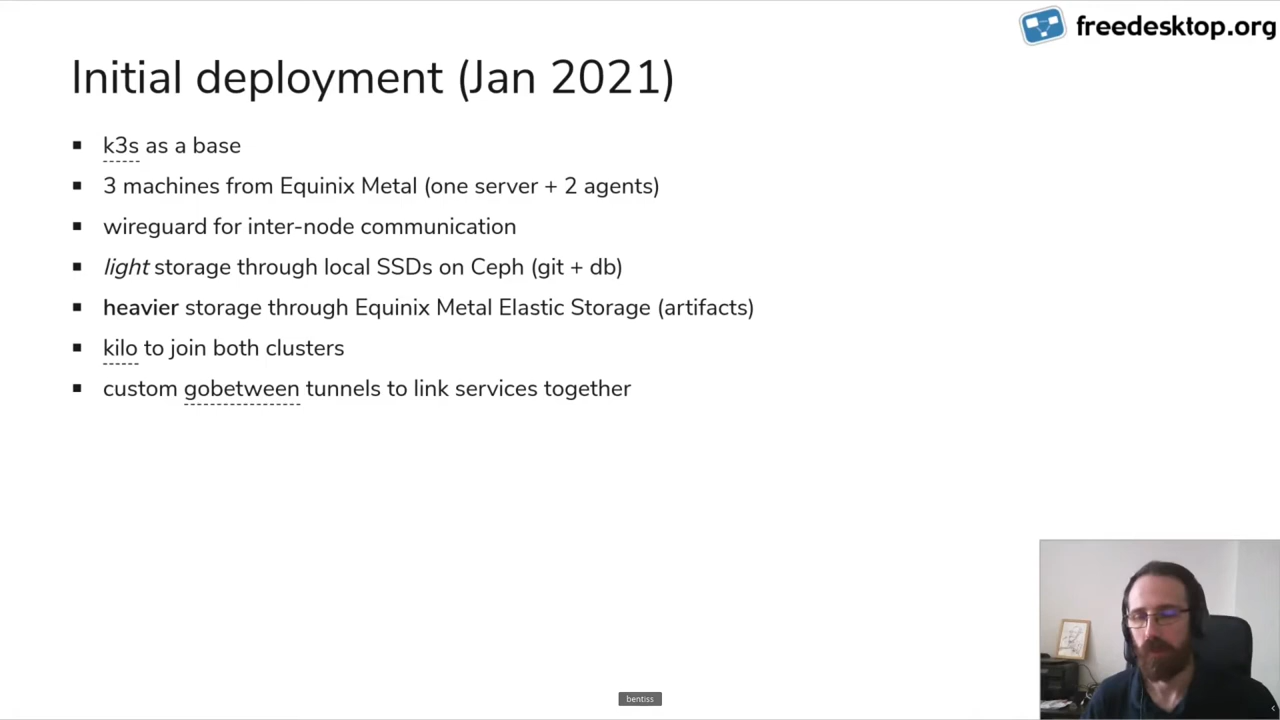 freedesktop.org
Initial deployment (Jan 2021)
k3s as a base
3 machines from Equinix Metal (one server + 2 agents)
wireguard for inter-node communication
light storage through local SSDs on Ceph (git + db)
heavier storage through Equinix Metal Elastic Storage (artifacts)
kilo to join both clusters
custom gobetween tunnels to link services together
bentiss